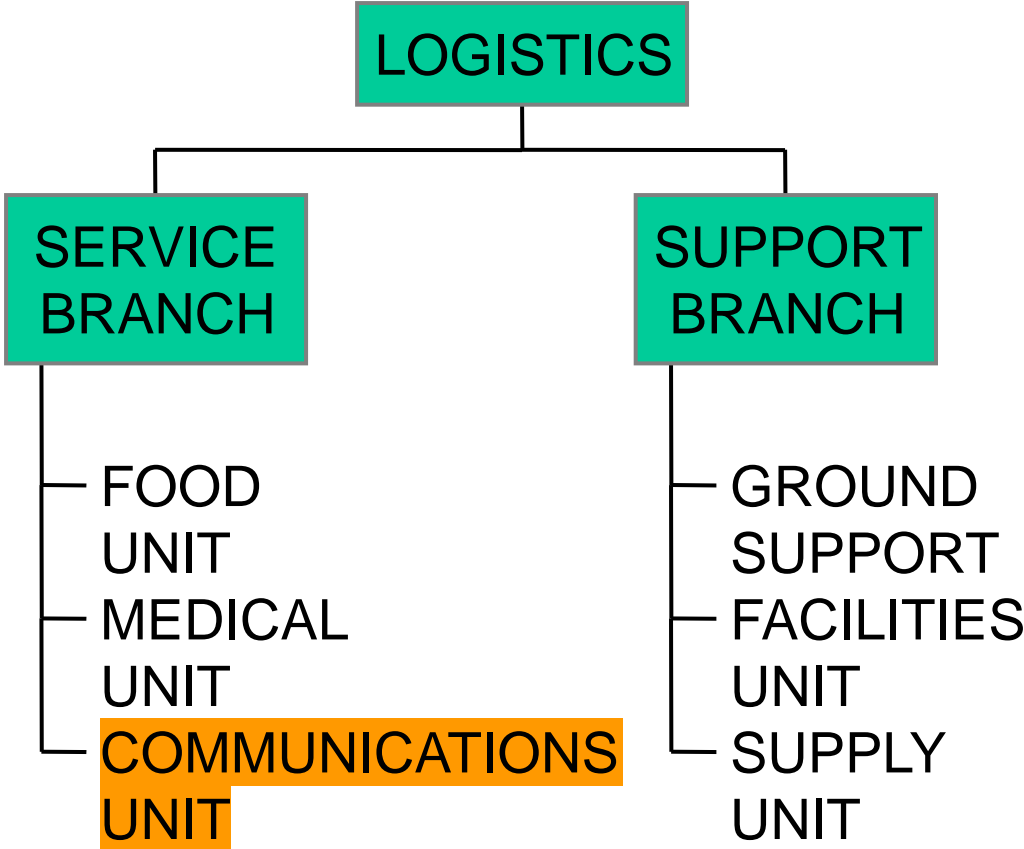 LOGISTICS
SERVICE
BRANCH
FOOD
UNIT
MEDICAL
UNIT
COMMUNICATIONS
UNIT
SUPPORT
BRANCH
GROUND
SUPPORT
FACILITIES
UNIT
SUPPLY
UNIT